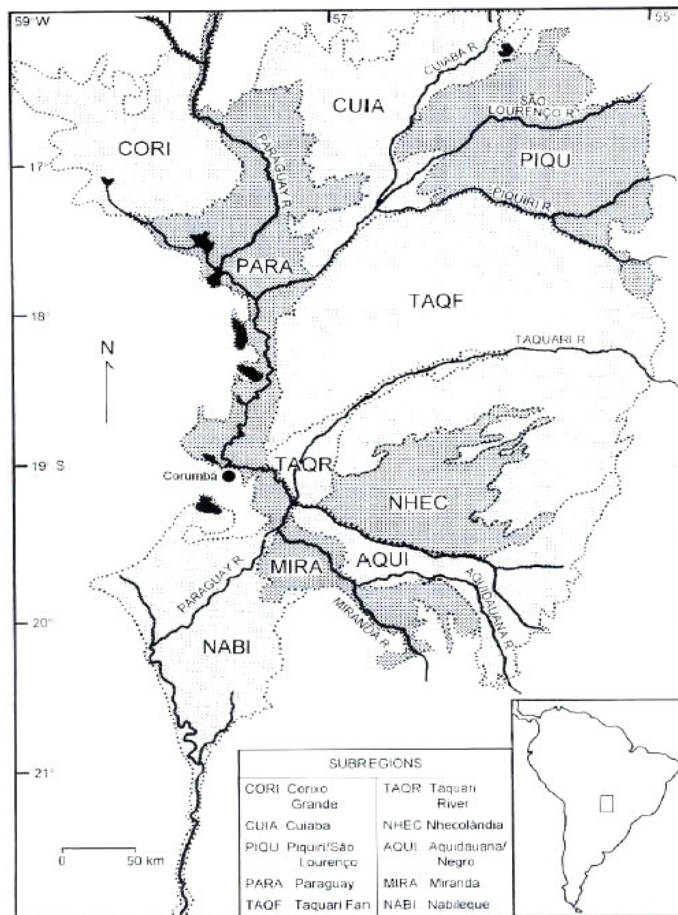 59°W
57
55°
CUIABA R
CUIA
SÃO
LOURENÇO R
CORI
17°
PARAGUAY R
PIQU
PIQUIRI R
PARA
TAQF
18°
TAQUARI R
N
19° S
TAQR
Corumbá
NHEC
AQUI
PARAGUAY R
MIRA
AQUIDAUANA R
MIRANDA R
20°
NABI
21°
0 50 km
SUBREGIONS
CORI Corixo
Grande
CUIA Cuiaba
PIQU Piquiri/São
Lourenço
PARA Paraguay
TAQF Taquari Fan
TAQR Taquari
River
NHEC Nhecolândia
AQUI Aquidauana/
Negro
MIRA Miranda
NABI Nabileque